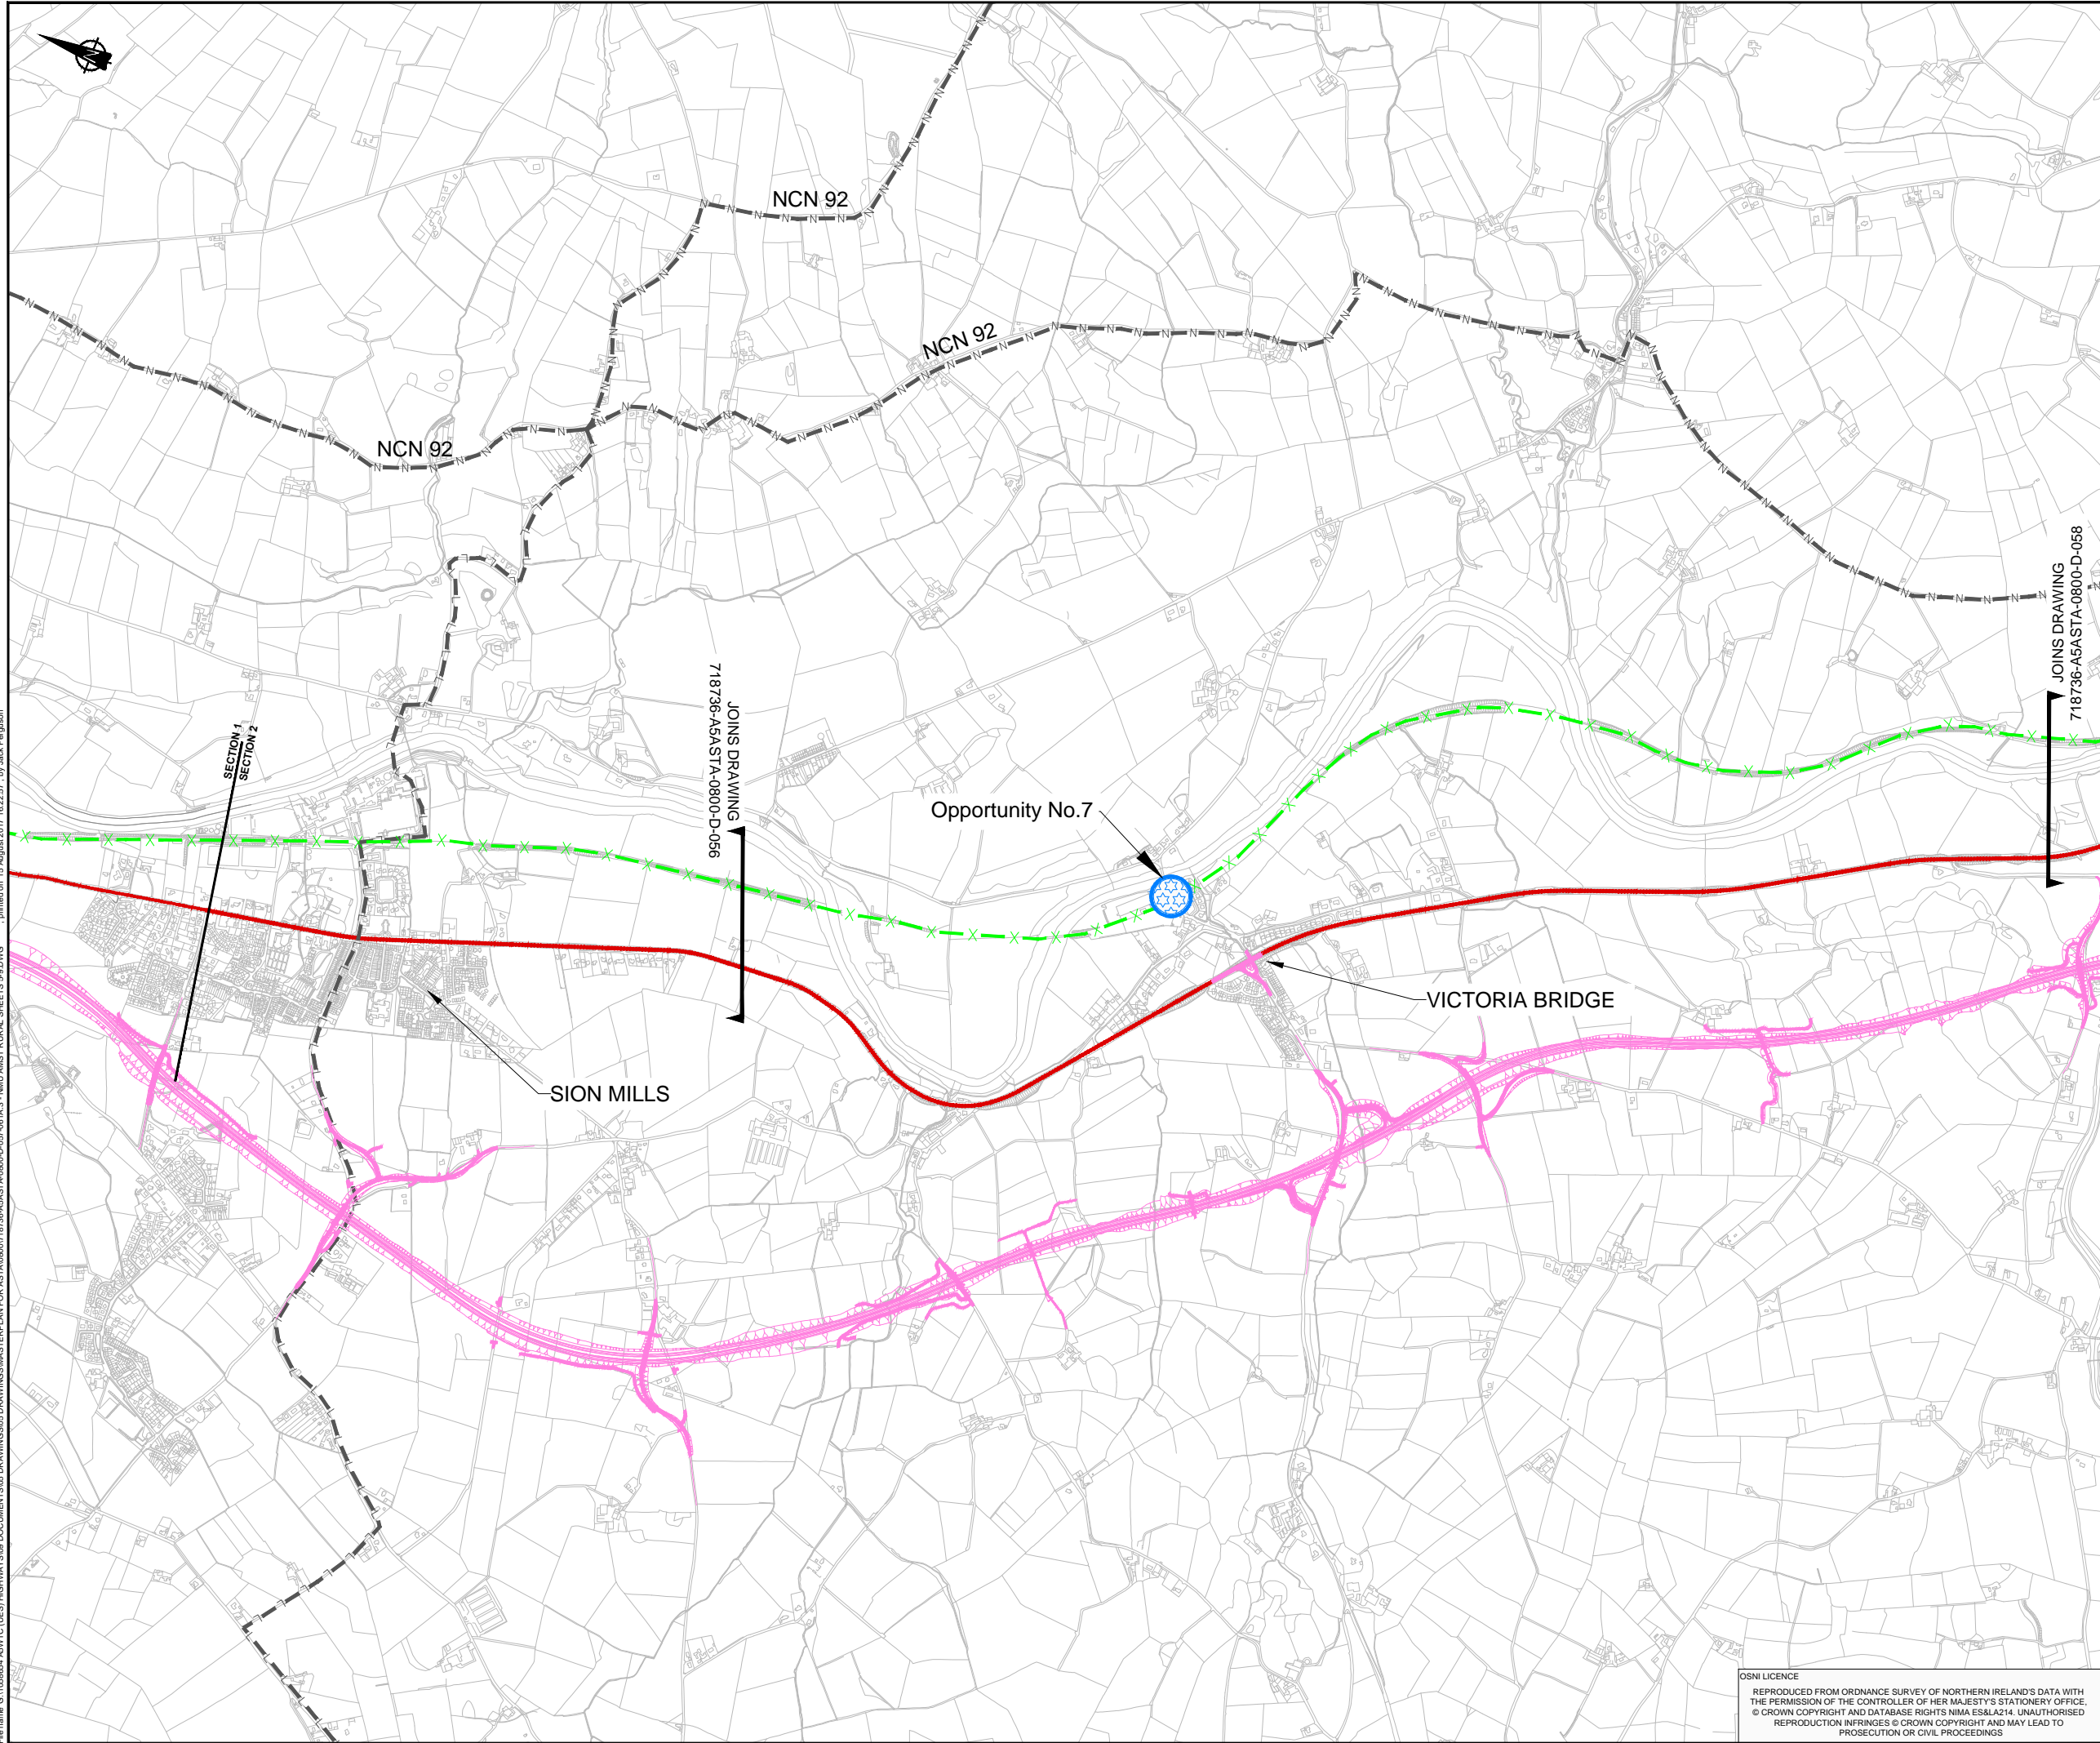 NCN 92
NCN 92
NCN 92
JOINS DRAWING
718736-A5ASTA-0800-D-058
JOINS DRAWING
718736-A5ASTA-0800-D-056
SECTION 1
SECTION 2
Opportunity No.7
VICTORIA BRIDGE
SION MILLS
OSNI LICENCE
REPRODUCED FROM ORDNANCE SURVEY OF NORTHERN IRELAND'S DATA WITH
THE PERMISSION OF THE CONTROLLER OF HER MAJESTY'S STATIONERY OFFICE,
© CROWN COPYRIGHT AND DATABASE RIGHTS NIMA ES&LA214. UNAUTHORISED
REPRODUCTION INFRINGES © CROWN COPYRIGHT AND MAY LEAD TO
PROSECUTION OR CIVIL PROCEEDINGS